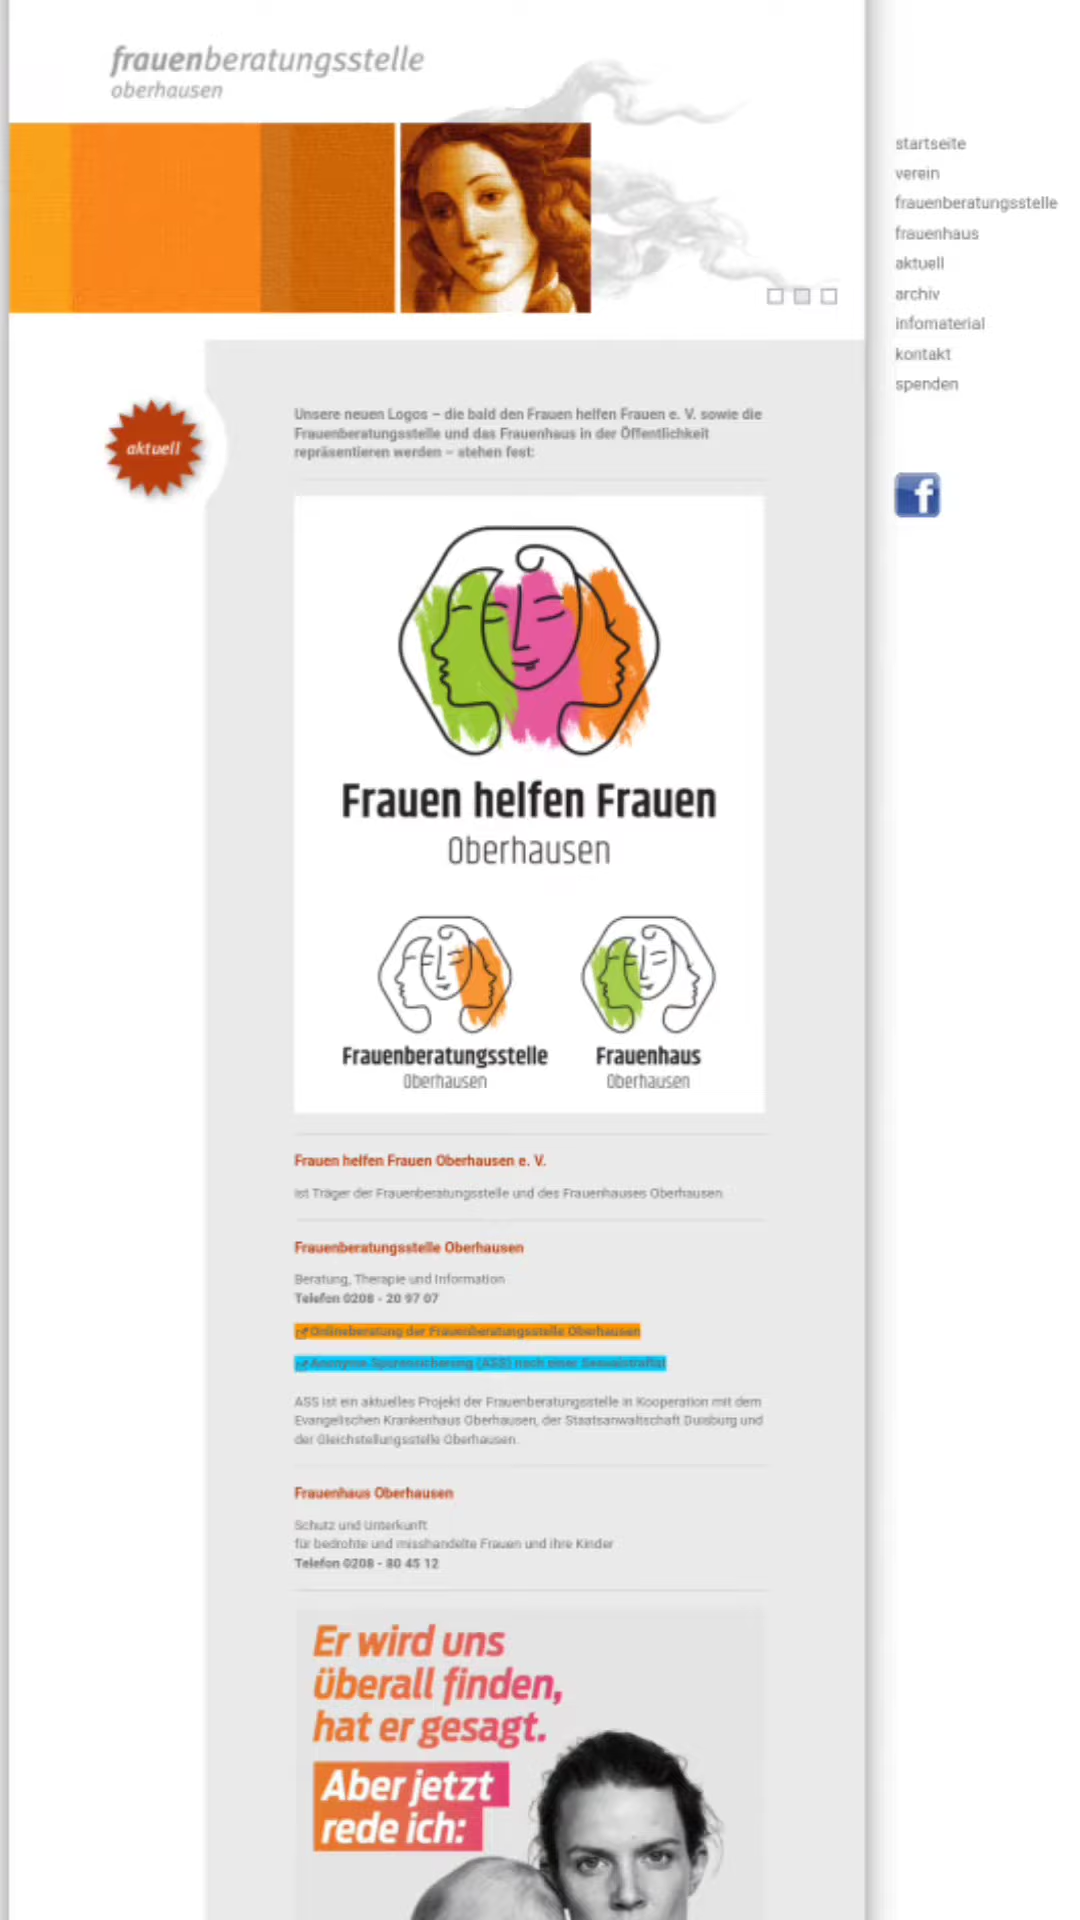 frauenberatungsstelle
oberhausen
startseite
verein
frauenberatungsstelle
frauenhaus
aktuell
archiv
infomaterial
kontakt
spenden
f
aktuell
Unsere neuen Logos – die bald den Frauen helfen Frauen e. V. sowie die
Frauenberatungsstelle und das Frauenhaus in der Öffentlichkeit
repräsentieren werden – stehen fest:
Frauen helfen Frauen
Oberhausen
Frauenberatungsstelle
Oberhausen
Frauenhaus
Oberhausen
Frauen helfen Frauen Oberhausen e. V.
ist Träger der Frauenberatungsstelle und des Frauenhauses Oberhausen.
Frauenberatungsstelle Oberhausen
Beratung, Therapie und Information
Telefon 0208 - 20 97 07
Onlineberatung der Frauenberatungsstelle Oberhausen
Anonyme Spurensicherung (ASS) nach einer Sexualstraftat
ASS ist ein aktuelles Projekt der Frauenberatungsstelle in Kooperation mit dem
Evangelischen Krankenhaus Oberhausen, der Staatsanwaltschaft Duisburg und
der Gleichstellungsstelle Oberhausen.
Frauenhaus Oberhausen
Schutz und Unterkunft
für bedrohte und misshandelte Frauen und ihre Kinder
Telefon 0208 - 80 45 12
Er wird uns
überall finden,
hat er gesagt.
Aber jetzt
rede ich: